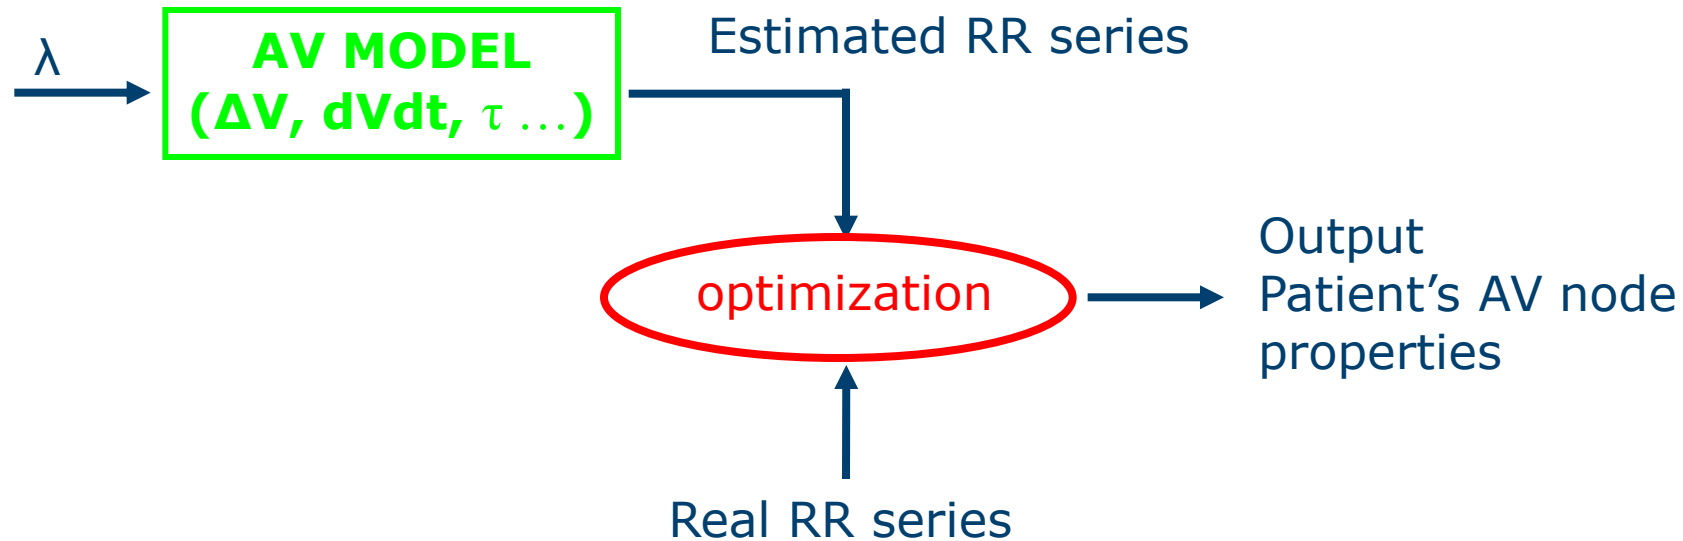 λ
AV MODEL
(ΔV, dVdt, τ …)
Estimated RR series
optimization
Output
Patient’s AV node
properties
Real RR series